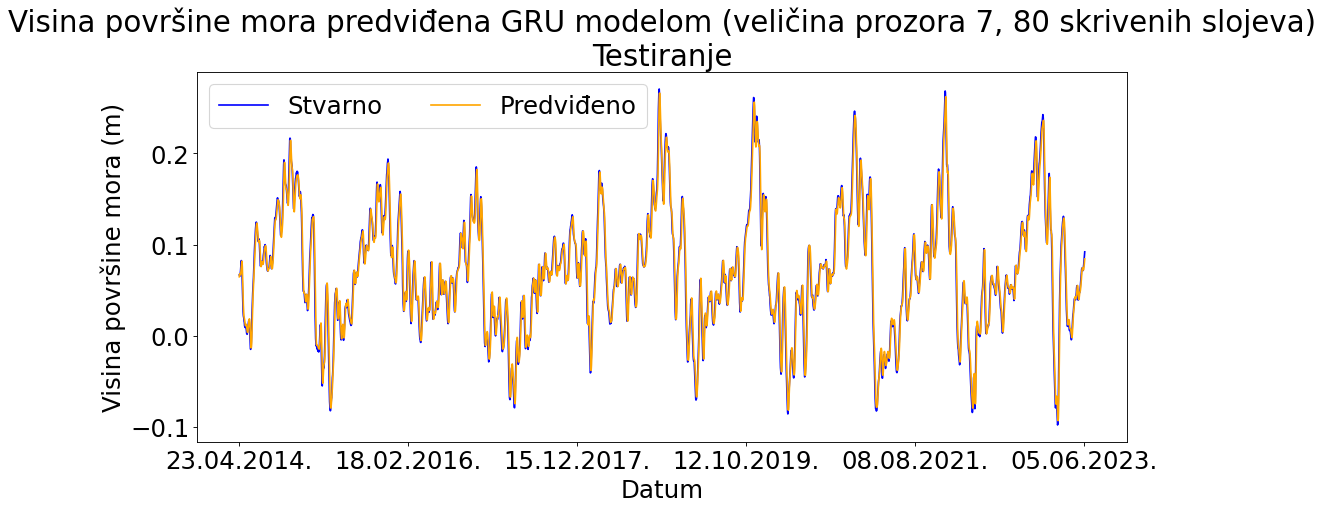 Visina površine mora predviđena GRU modelom (veličina prozora 7, 80 skrivenih slojeva)
Testiranje
Stvarno
Predviđeno
Visina površine mora (m)
0.2
0.1
0.0
−0.1
23.04.2014.
18.02.2016.
15.12.2017.
12.10.2019.
08.08.2021.
05.06.2023.
Datum